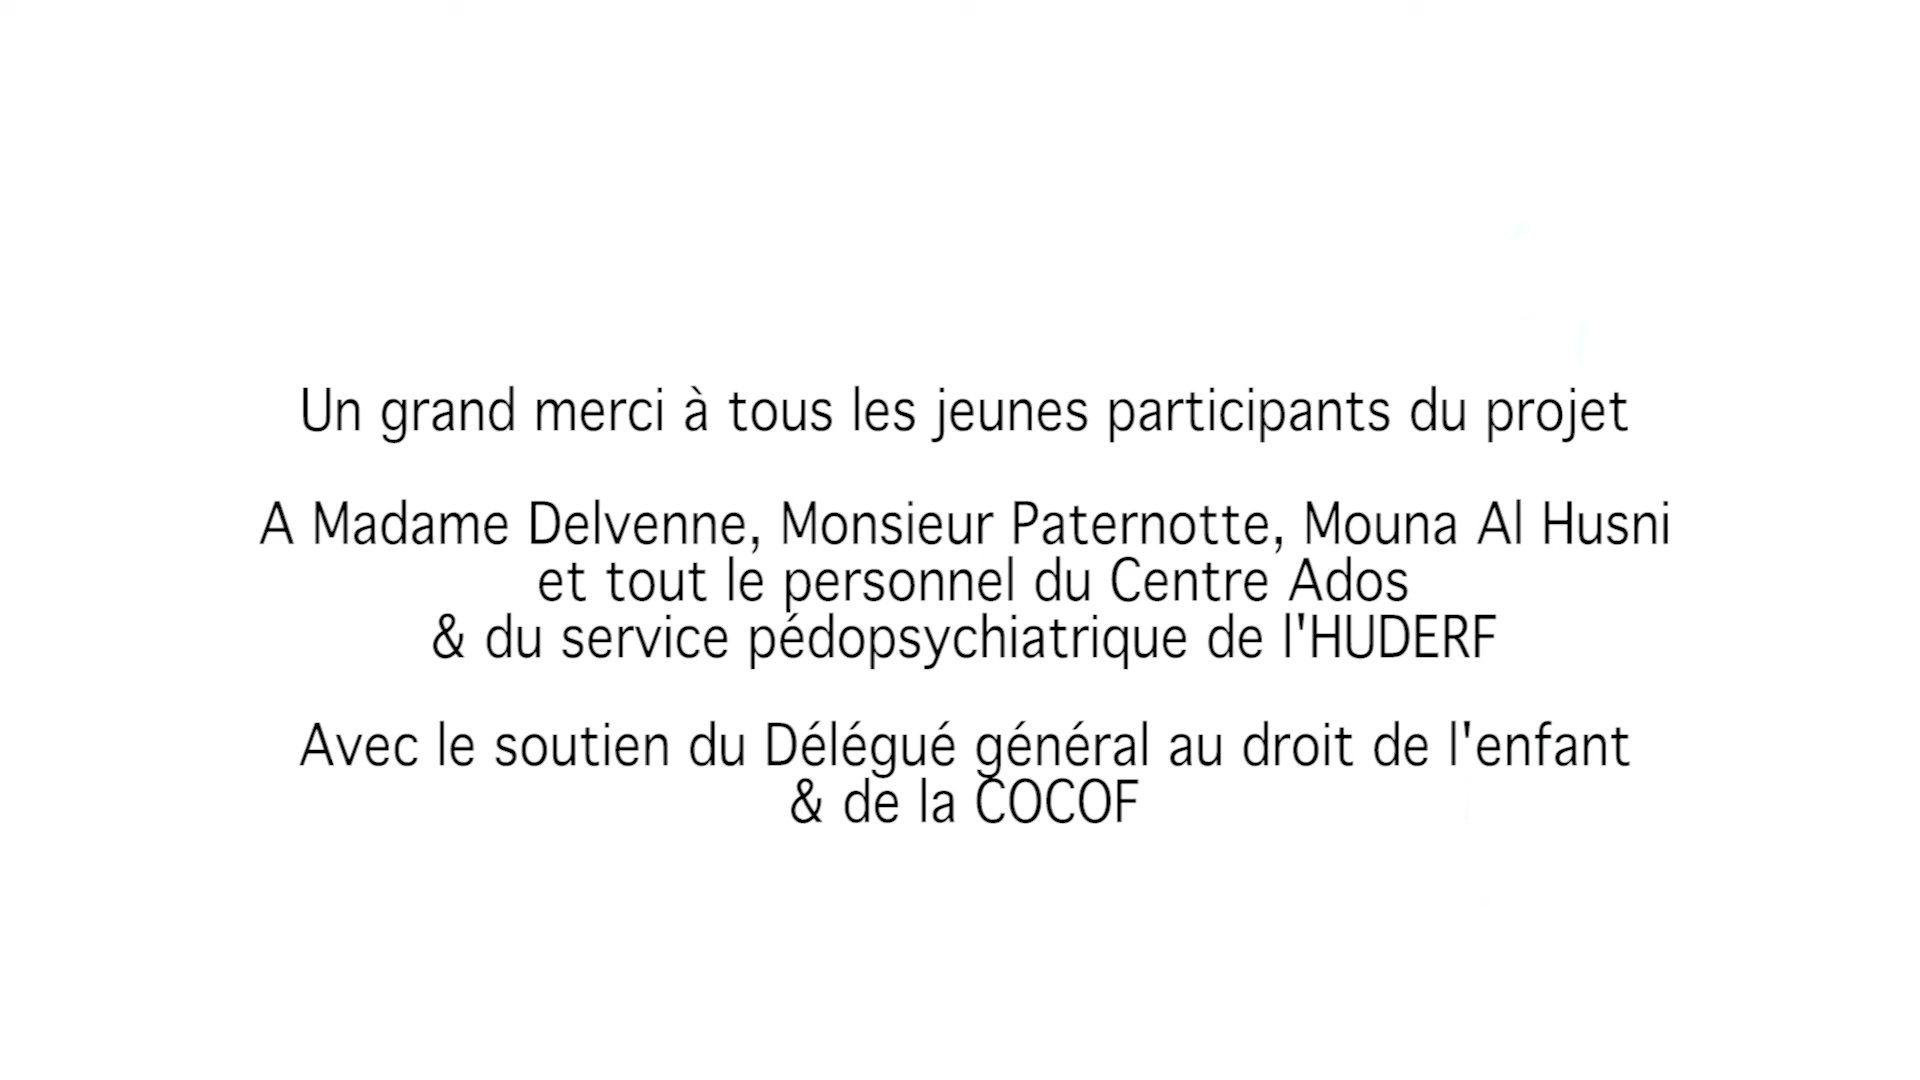 Un grand merci à tous les jeunes participants du projet
A Madame Delvenne, Monsieur Paternotte, Mouna Al Husni
et tout le personnel du Centre Ados
& du service pédopsychiatrique de l'HUDERF
Avec le soutien du Délégué général au droit de l'enfant
& de la COCOF